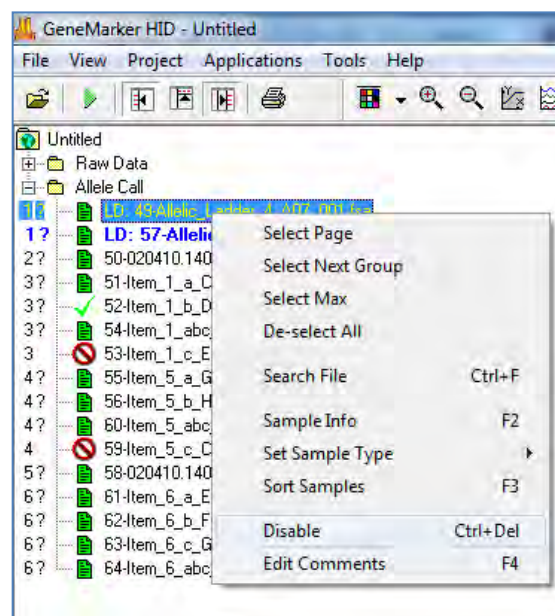 GeneMarker HID - Untitled
File View Project Applications Tools Help
Untitled
Raw Data
Allele Call
1 ? LD: 49-Allelic_Ladder_4_A07_001.fsa
1 ? LD: 57-Allelic
2 ? 50-020410.140
3 ? 51-Item_1_a_C
3 ? 52-Item_1_b_D
3 ? 54-Item_1_abc_
3 53-Item_1_c_E
4 ? 55-Item_5_a_G
4 ? 56-Item_5_b_H
4 ? 60-Item_5_abc_
4 59-Item_5_c_C
5 ? 58-020410.140
6 ? 61-Item_6_a_E
6 ? 62-Item_6_b_F
6 ? 63-Item_6_c_G
6 ? 64-Item_6_abc_
Select Page
Select Next Group
Select Max
De-select All
Search File Ctrl+F
Sample Info F2
Set Sample Type
Sort Samples F3
Disable Ctrl+Del
Edit Comments F4